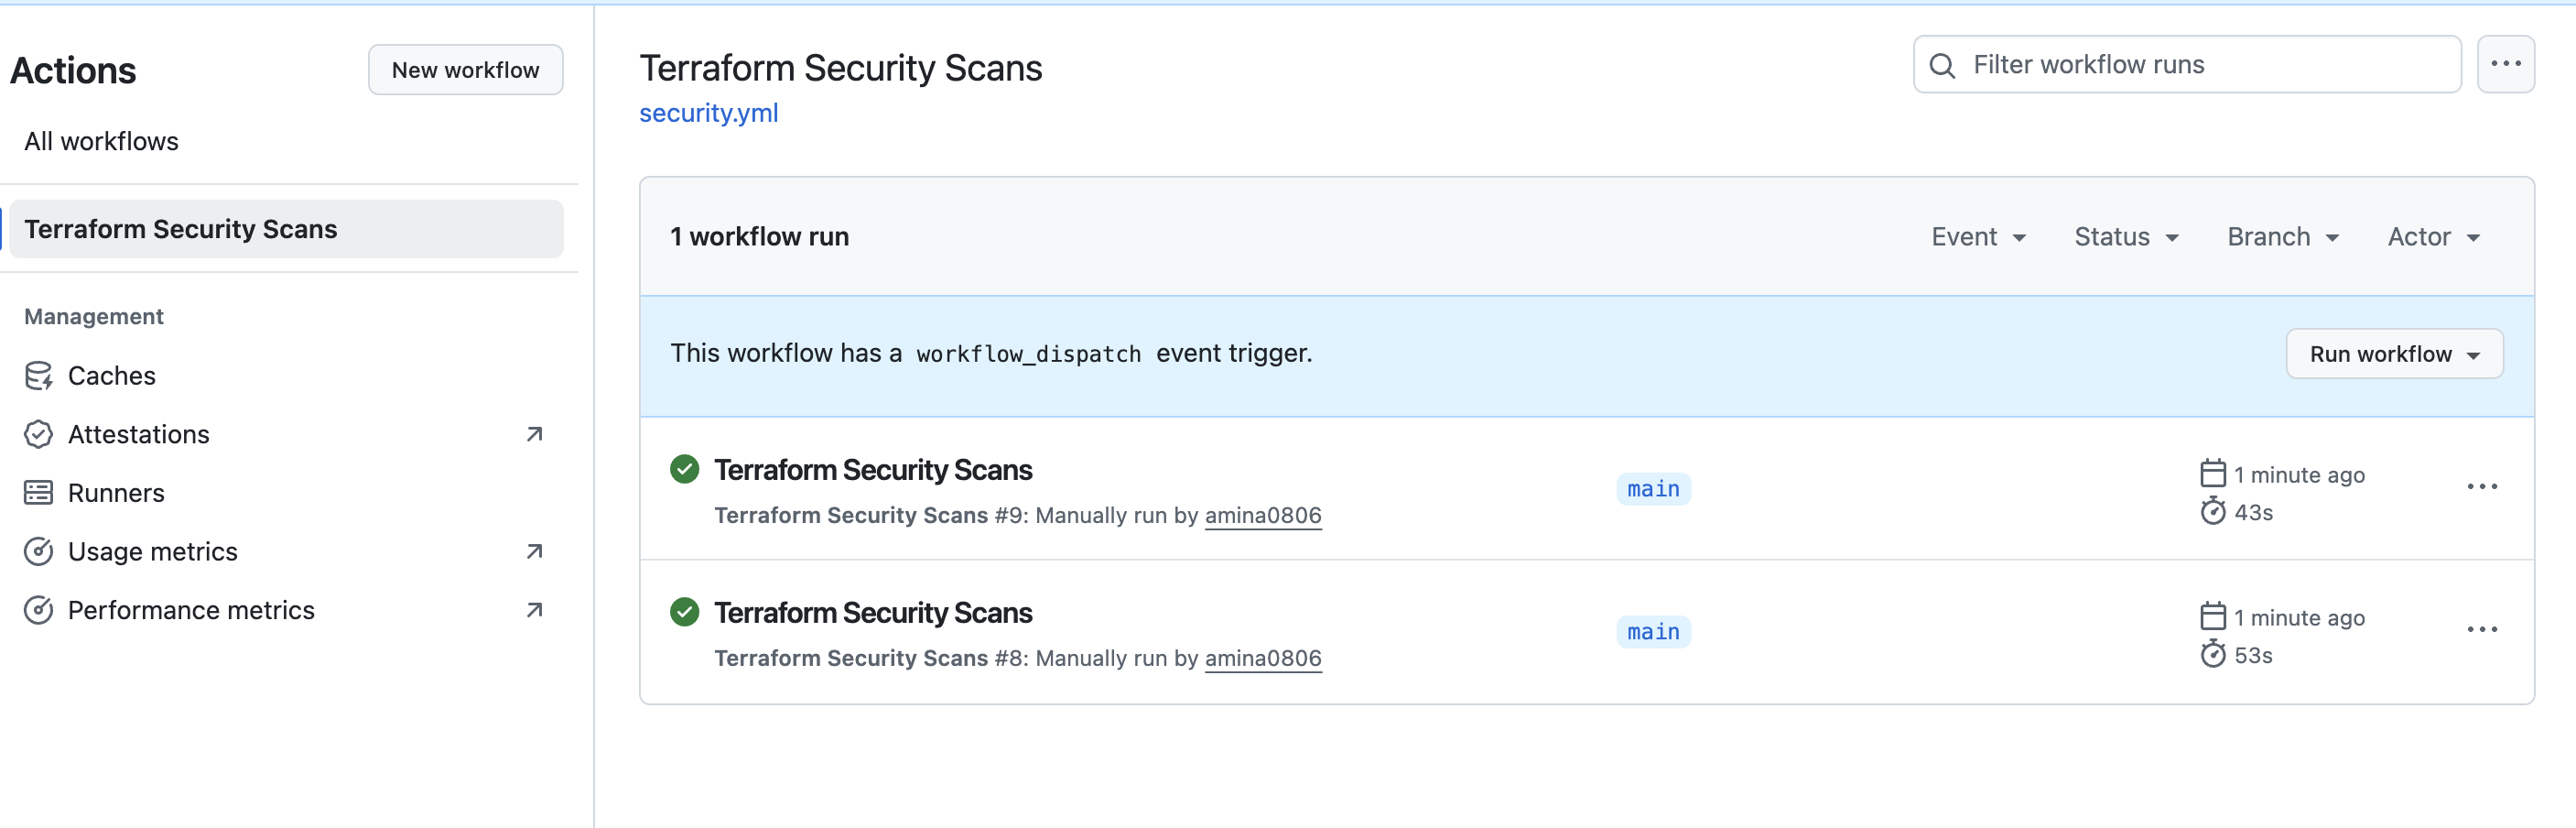 Actions
New workflow
All workflows
Terraform Security Scans
Management
Caches
Attestations
Runners
Usage metrics
Performance metrics
Terraform Security Scans
security.yml
Filter workflow runs
1 workflow run
Event
Status
Branch
Actor
This workflow has a workflow_dispatch event trigger.
Run workflow
Terraform Security Scans
Terraform Security Scans #9: Manually run by amina0806
main
1 minute ago
43s
Terraform Security Scans
Terraform Security Scans #8: Manually run by amina0806
main
1 minute ago
53s